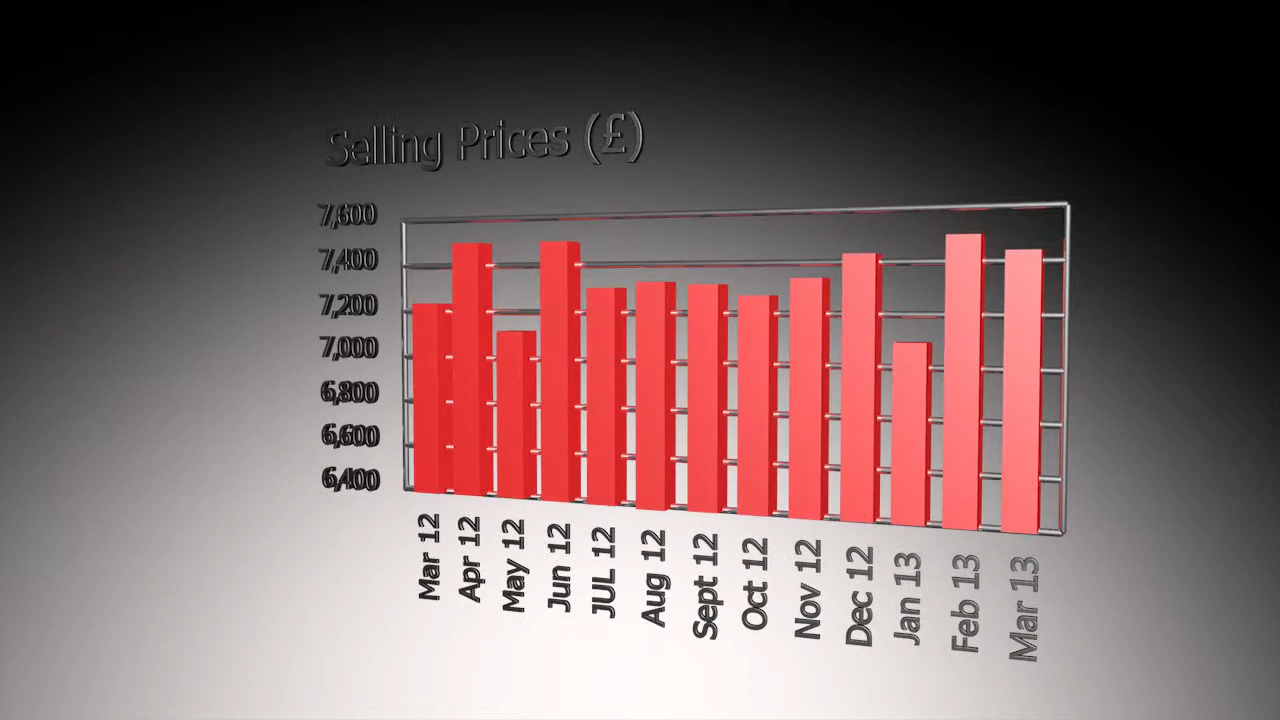 Selling Prices (£)
7,600
7,400
7,200
7,000
6,800
6,600
6,400
Mar 12
Apr 12
May 12
Jun 12
JUL 12
Aug 12
Sept 12
Oct 12
Nov 12
Dec 12
Jan 13
Feb 13
Mar 13